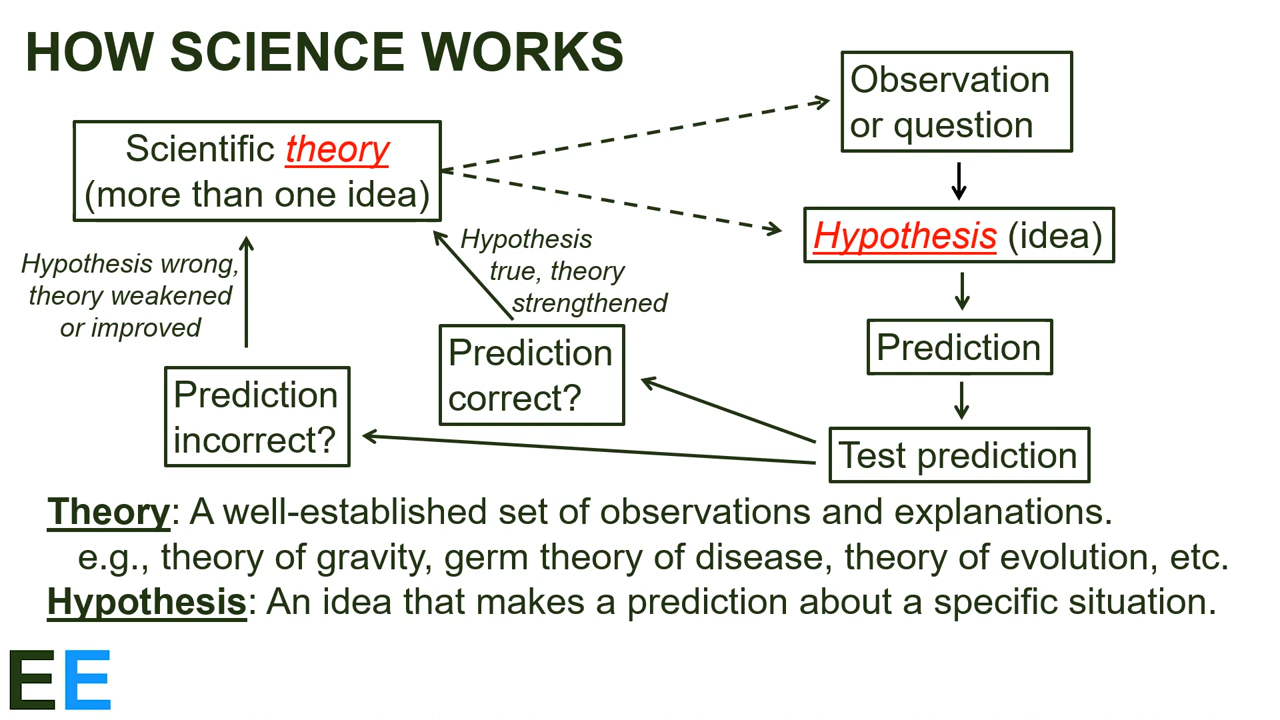 HOW SCIENCE WORKS
Observation
or question
Scientific theory
(more than one idea)
Hypothesis (idea)
Hypothesis
true, theory
strengthened
Hypothesis wrong,
theory weakened
or improved
Prediction
Prediction
correct?
Prediction
incorrect?
Test prediction
Theory: A well-established set of observations and explanations.
e.g., theory of gravity, germ theory of disease, theory of evolution, etc.
Hypothesis: An idea that makes a prediction about a specific situation.
EE